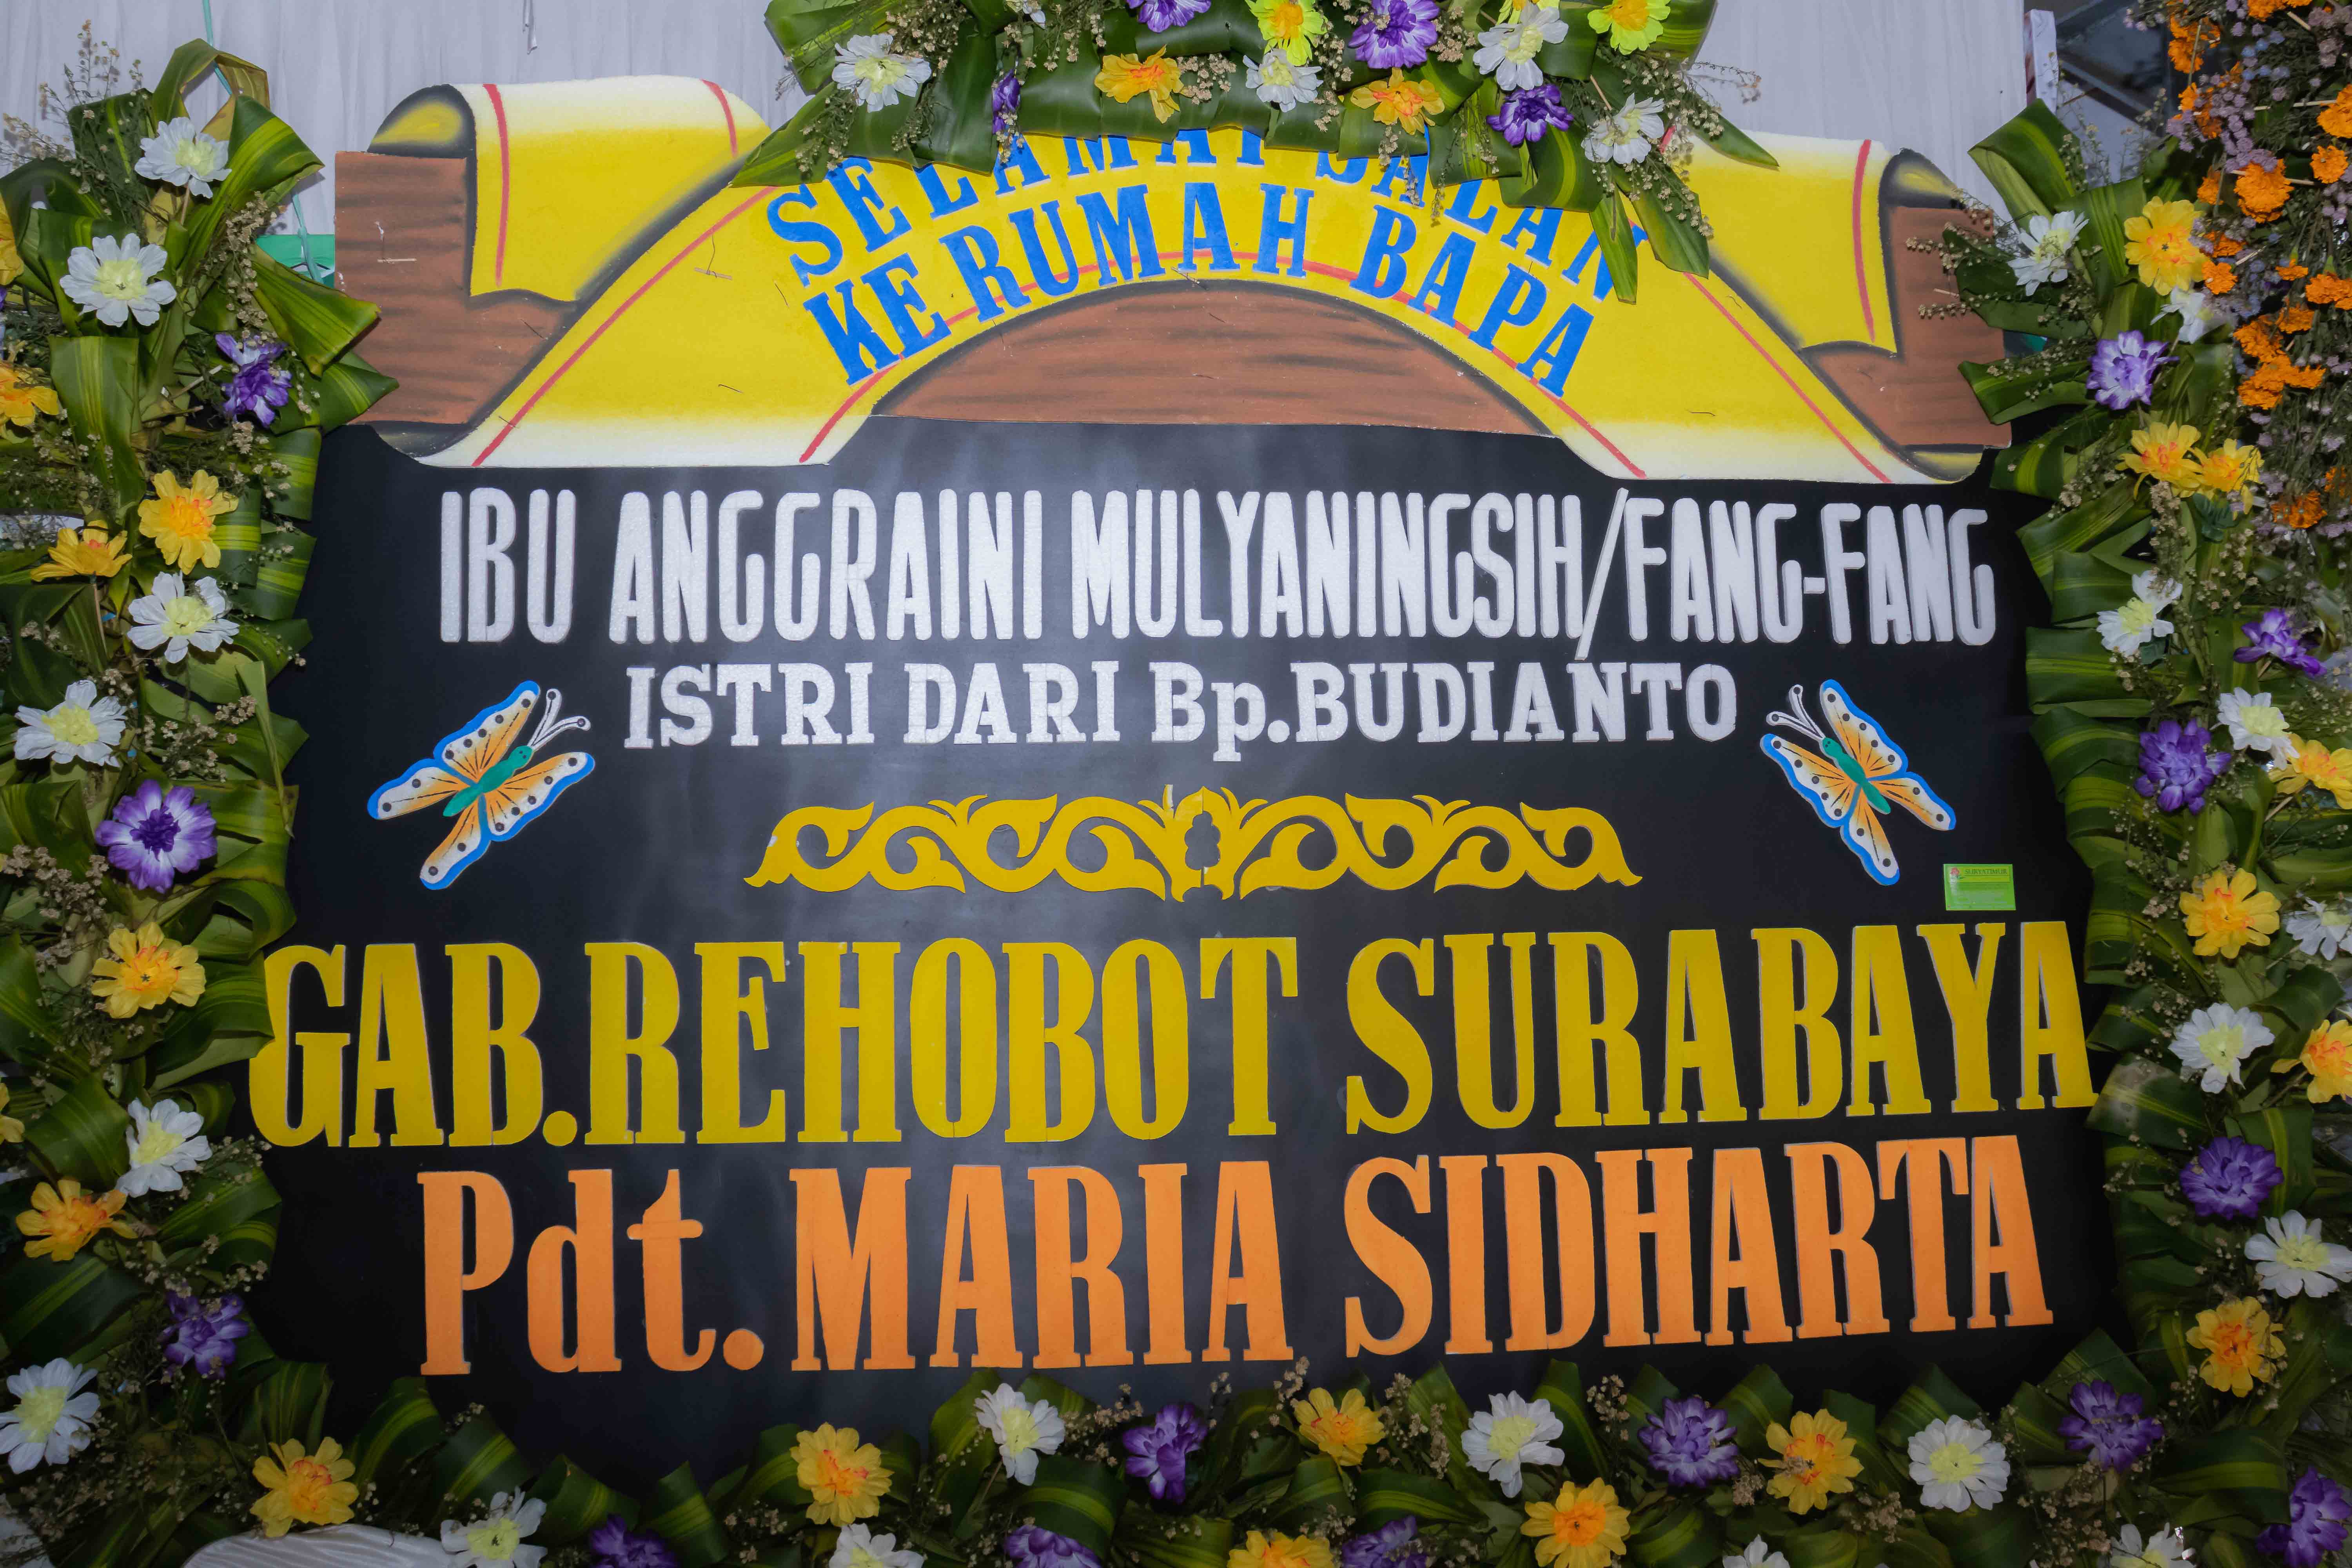 SELAMAT JALAN
KE RUMAH BAPA
IBU ANGGRAINI MULYANINGSIH/FANG-FANG
ISTRI DARI Bp.BUDIANTO
GAB.REHOBOT SURABAYA
Pdt. MARIA SIDHARTA